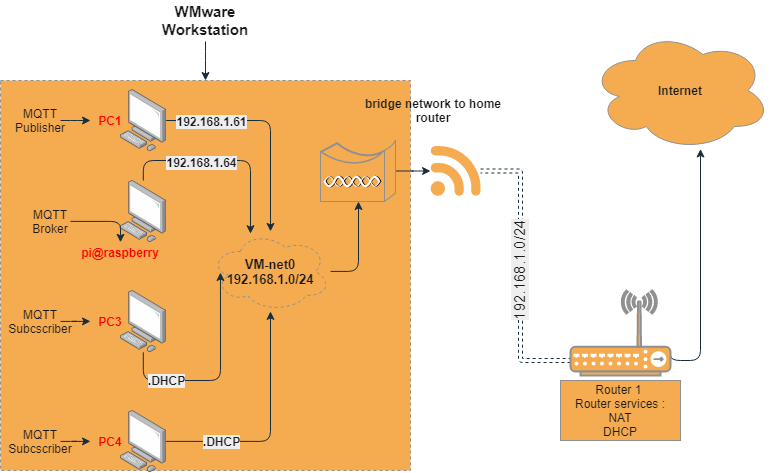 WMware
Workstation
MQTT
Publisher
PC1
192.168.1.61
192.168.1.64
MQTT
Broker
pi@raspberry
VM-net0
192.168.1.0/24
MQTT
Subcscriber
PC3
.DHCP
MQTT
Subcscriber
PC4
.DHCP
bridge network to home
router
192.168.1.0/24
Internet
Router 1
Router services :
NAT
DHCP